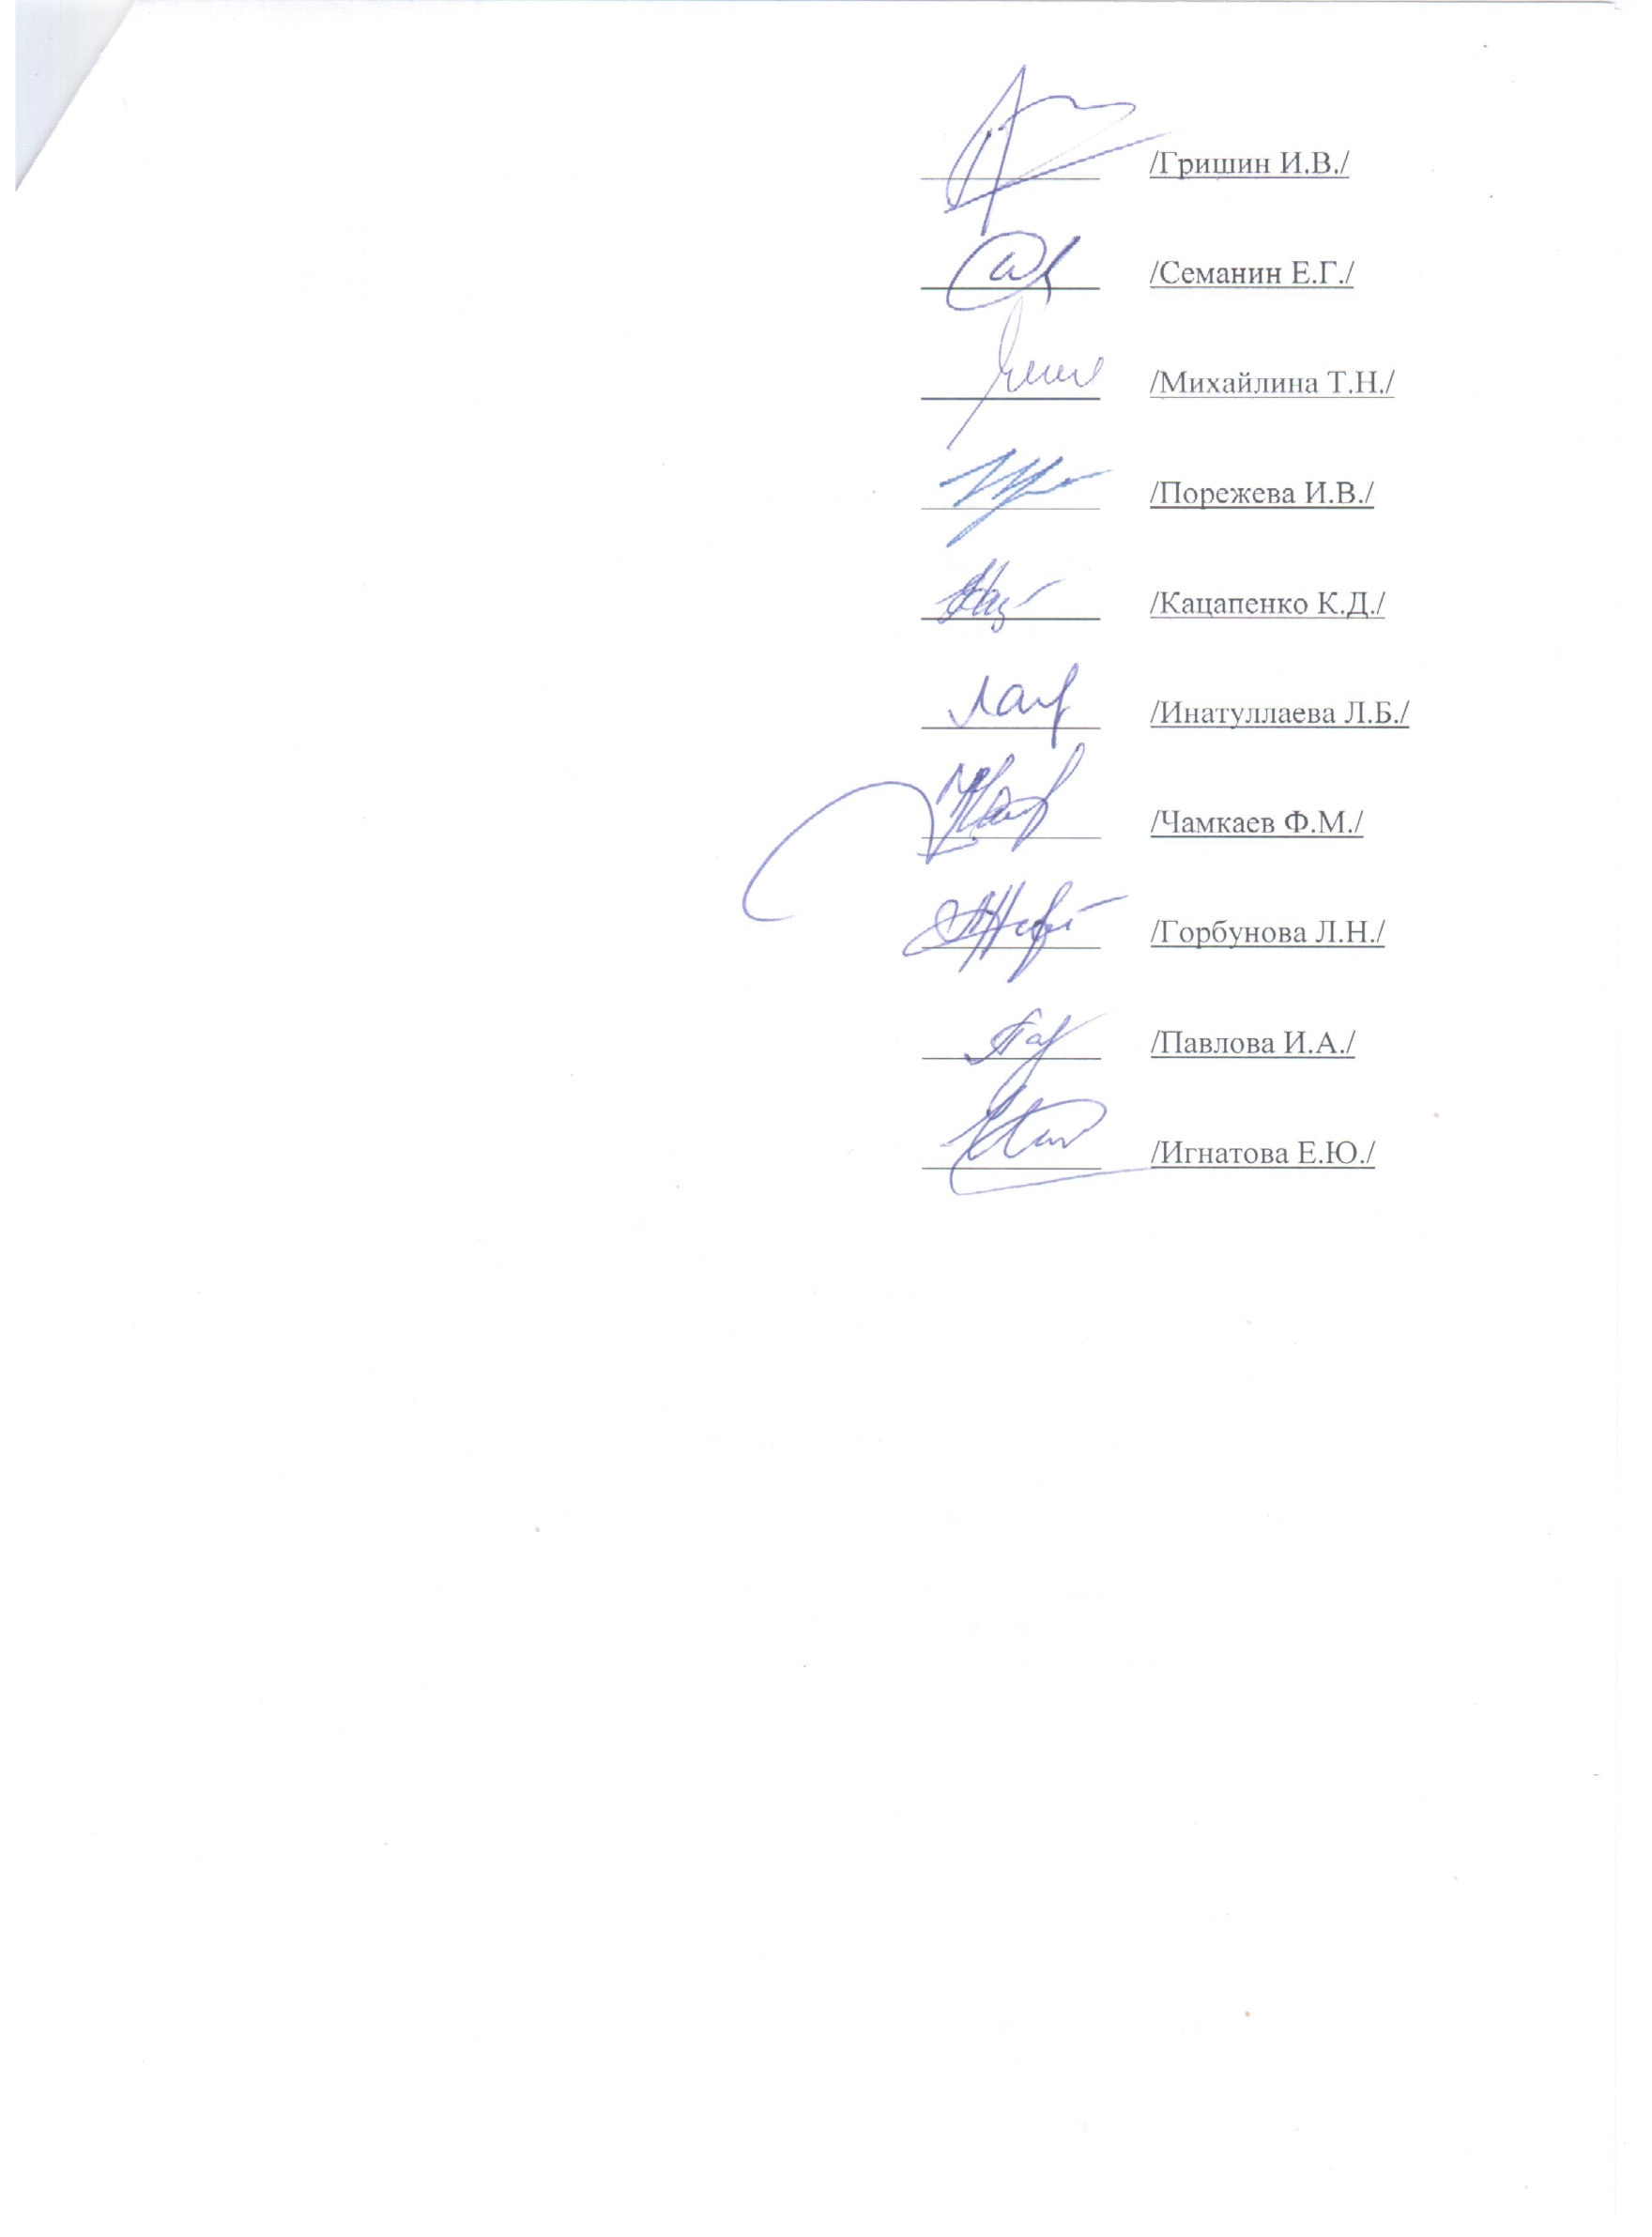 /Гришин И.В./
/Семанин Е.Г./
/Михайлина Т.Н./
/Порежева И.В./
/Кацапенко К.Д./
/Инатуллаева Л.Б./
/Чамкаев Ф.М./
/Горбунова Л.Н./
/Павлова И.А./
/Игнатова Е.Ю./